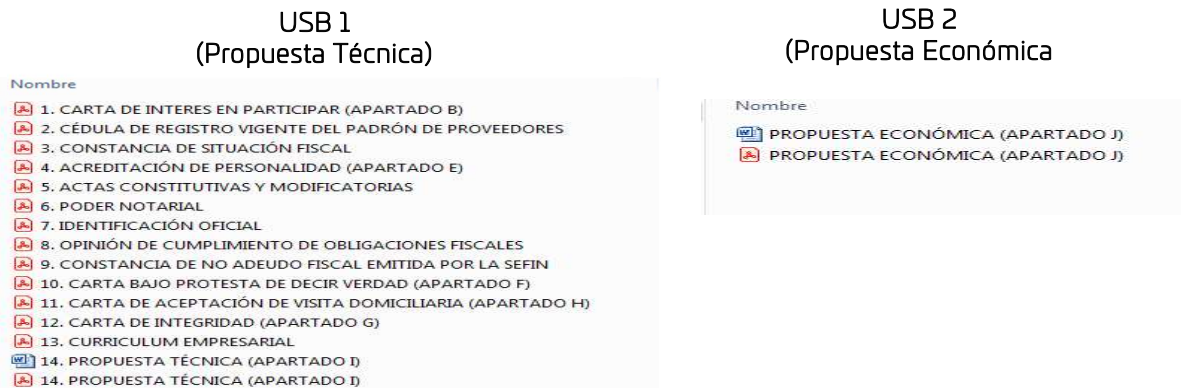 USB 1
(Propuesta Técnica)
Nombre
1. CARTA DE INTERES EN PARTICIPAR (APARTADO B)
2. CÉDULA DE REGISTRO VIGENTE DEL PADRÓN DE PROVEEDORES
3. CONSTANCIA DE SITUACIÓN FISCAL
4. ACREDITACIÓN DE PERSONALIDAD (APARTADO E)
5. ACTAS CONSTITUTIVAS Y MODIFICATORIAS
6. PODER NOTARIAL
7. IDENTIFICACIÓN OFICIAL
8. OPINIÓN DE CUMPLIMIENTO DE OBLIGACIONES FISCALES
9. CONSTANCIA DE NO ADEUDO FISCAL EMITIDA POR LA SEFIN
10. CARTA BAJO PROTESTA DE DECIR VERDAD (APARTADO F)
11. CARTA DE ACEPTACIÓN DE VISITA DOMICILIARIA (APARTADO H)
12. CARTA DE INTEGRIDAD (APARTADO G)
13. CURRICULUM EMPRESARIAL
14. PROPUESTA TÉCNICA (APARTADO I)
14. PROPUESTA TÉCNICA (APARTADO I)
USB 2
(Propuesta Económica
Nombre
PROPUESTA ECONÓMICA (APARTADO J)
PROPUESTA ECONÓMICA (APARTADO J)